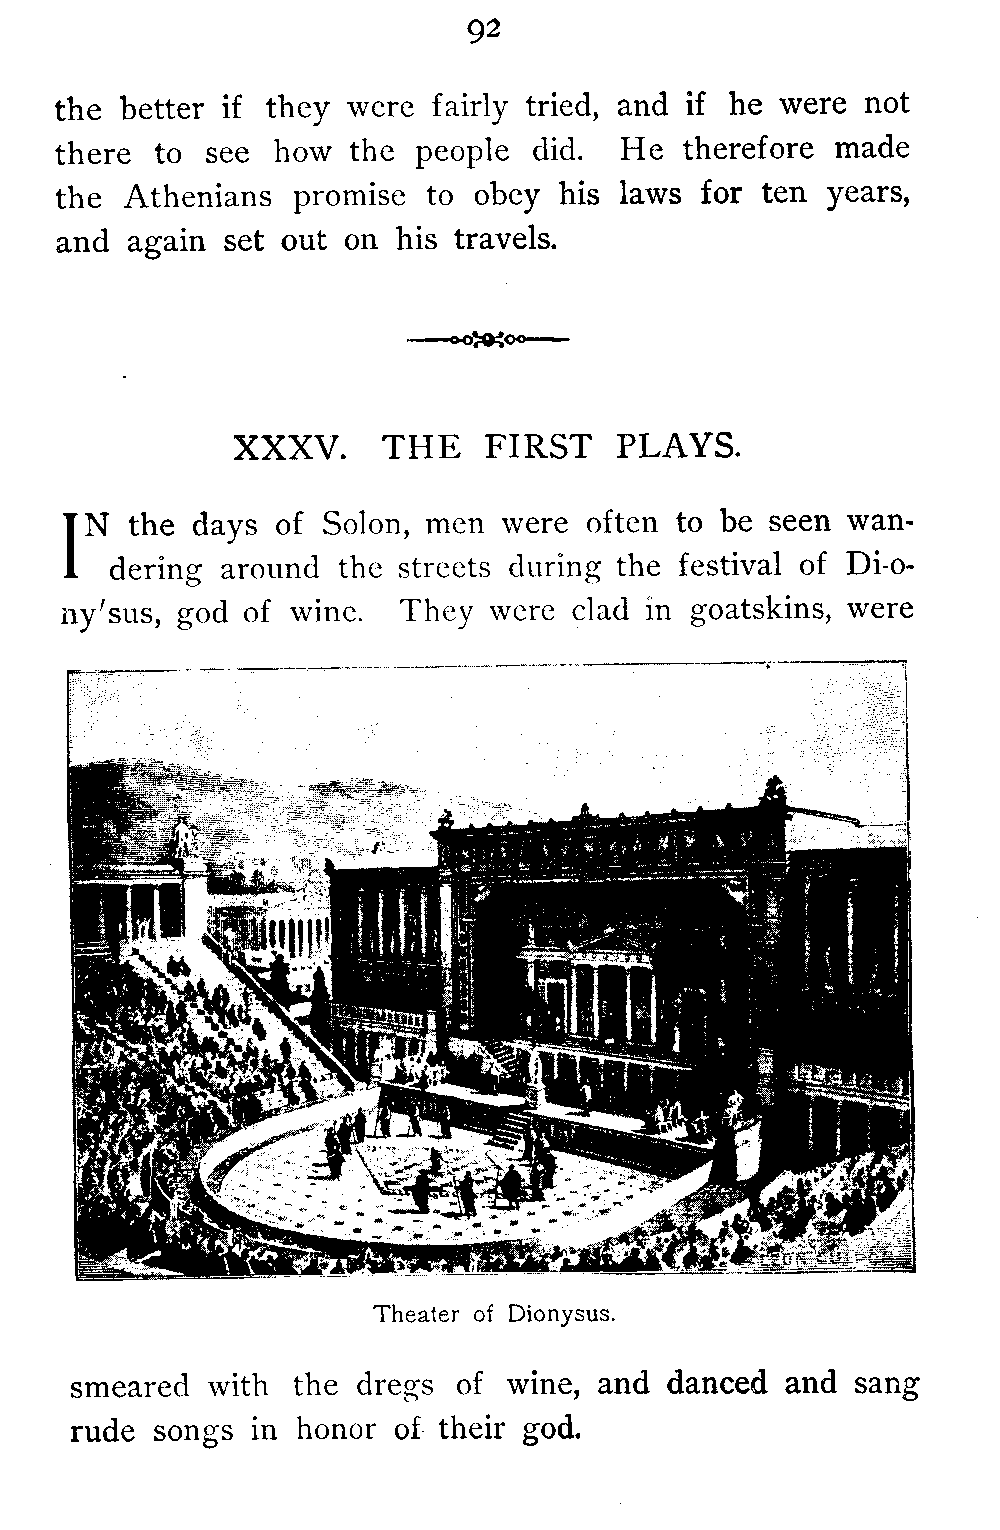 92
the better if they were fairly tried, and if he were not
there to see how the people did. He therefore made
the Athenians promise to obey his laws for ten years,
and again set out on his travels.
XXXV. THE FIRST PLAYS.
IN the days of Solon, men were often to be seen wan-
dering around the streets during the festival of Di-o-
ny′sus, god of wine. They were clad in goatskins, were
Theater of Dionysus.
smeared with the dregs of wine, and danced and sang
rude songs in honor of their god.